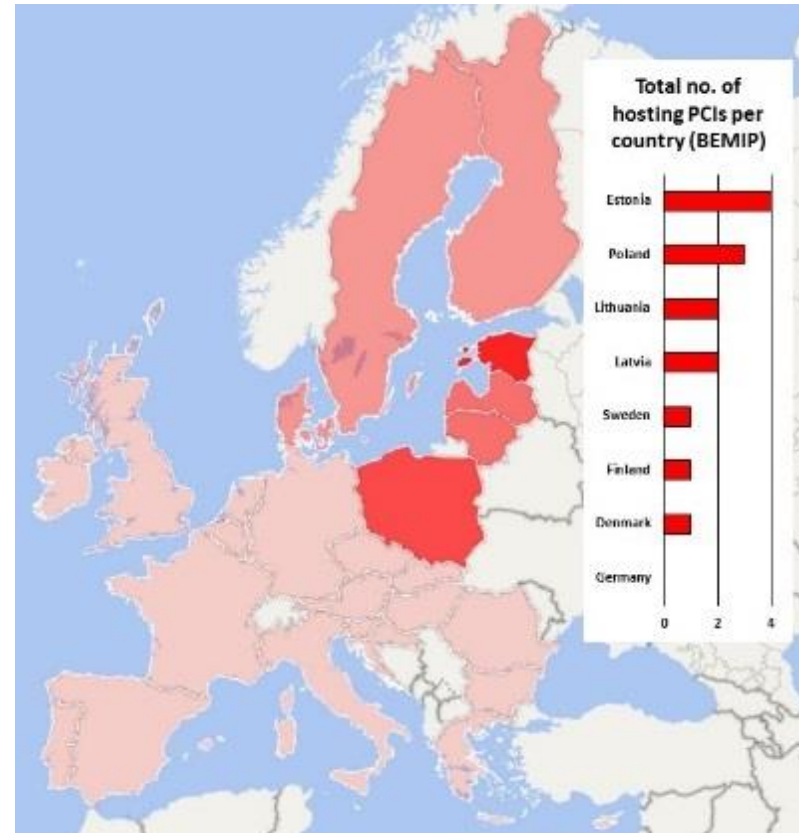 Total no. of
hosting PCIs per
country (BEMIP)
Estonia
Poland
Lithuania
Latvia
Sweden
Finland
Denmark
Germany
0 2 4